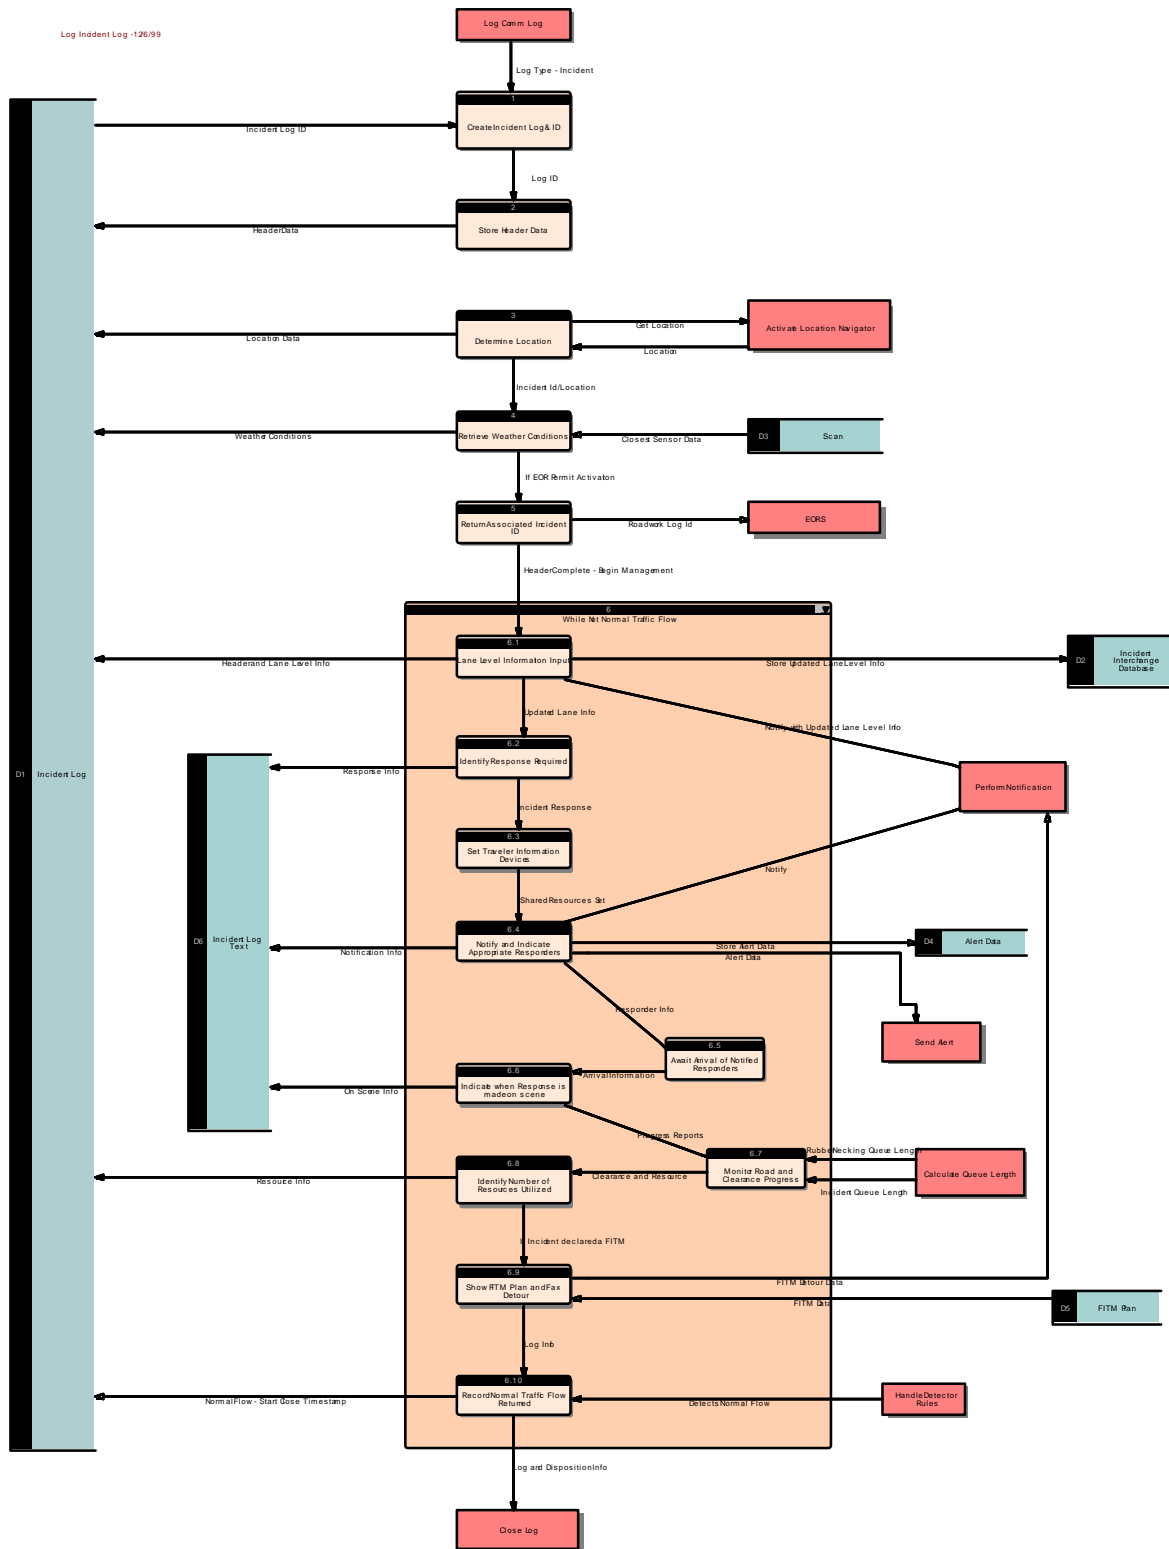 Log Comm Log
Log Incident Log -12/6/99
Log Type - Incident
1
Create Incident Log & ID
Incident Log ID
Log ID
2
Store Header Data
Header Data
3
Determine Location
Get Location
Location
Activate Location Navigator
Location Data
Incident Id/Location
4
Retrieve Weather Conditions
Weather Conditions
Closest Sensor Data
D3
Scan
If EOR Permit Activation
5
Return Associated Incident
ID
Roadwork Log Id
EORS
Header Complete - Begin Management
6
While Not Normal Traffic Flow
6.1
Lane Level Information Input
Header and Lane Level Info
Store Updated Lane Level Info
D2
Incident
Interchange
Database
Updated Lane Info
Notify with Updated Lane Level Info
6.2
Identify Response Required
Response Info
D1
Incident Log
Perform Notification
Incident Response
6.3
Set Traveler Information
Devices
Notify
Shared Resources Set
6.4
Notify and Indicate
Appropriate Responders
D6
Incident Log
Text
Notification Info
Store Alert Data
Alert Data
D4
Alert Data
Responder Info
Send Alert
6.5
Await Arrival of Notified
Responders
Arrival Information
6.6
Indicate when Response is
made on scene
On Scene Info
Progress Reports
6.7
Monitor Road and
Clearance Progress
Rubber Necking Queue Length
Calculate Queue Length
Incident Queue Length
Clearance and Resource
6.8
Identify Number of
Resources Utilized
Resource Info
If Incident declared a FITM
6.9
Show FITM Plan and Fax
Detour
FITM Detour Data
FITM Data
D5
FITM Plan
Log Info
6.10
Record Normal Traffic Flow
Returned
Normal Flow - Start Close Timestamp
Detects Normal Flow
Handle Detector
Rules
Log and Disposition Info
Close Log